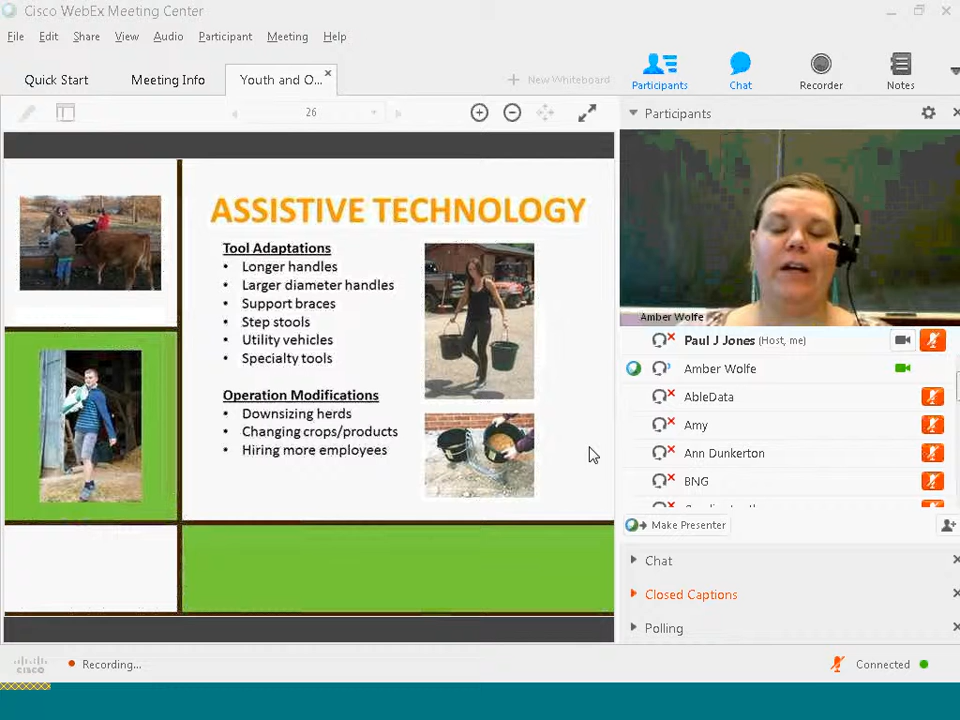 Cisco WebEx Meeting Center
File Edit Share View Audio Participant Meeting Help
Quick Start
Meeting Info
Youth and O...
New Whiteboard
Participants
Chat
Recorder
Notes
26
ASSISTIVE TECHNOLOGY
Tool Adaptations
• Longer handles
• Larger diameter handles
• Support braces
• Step stools
• Utility vehicles
• Specialty tools
Operation Modifications
• Downsizing herds
• Changing crops/products
• Hiring more employees
Participants
Amber Wolfe
Paul J Jones (Host, me)
Amber Wolfe
AbleData
Amy
Ann Dunkerton
BNG
Make Presenter
Chat
Closed Captions
Polling
cisco
Recording...
Connected